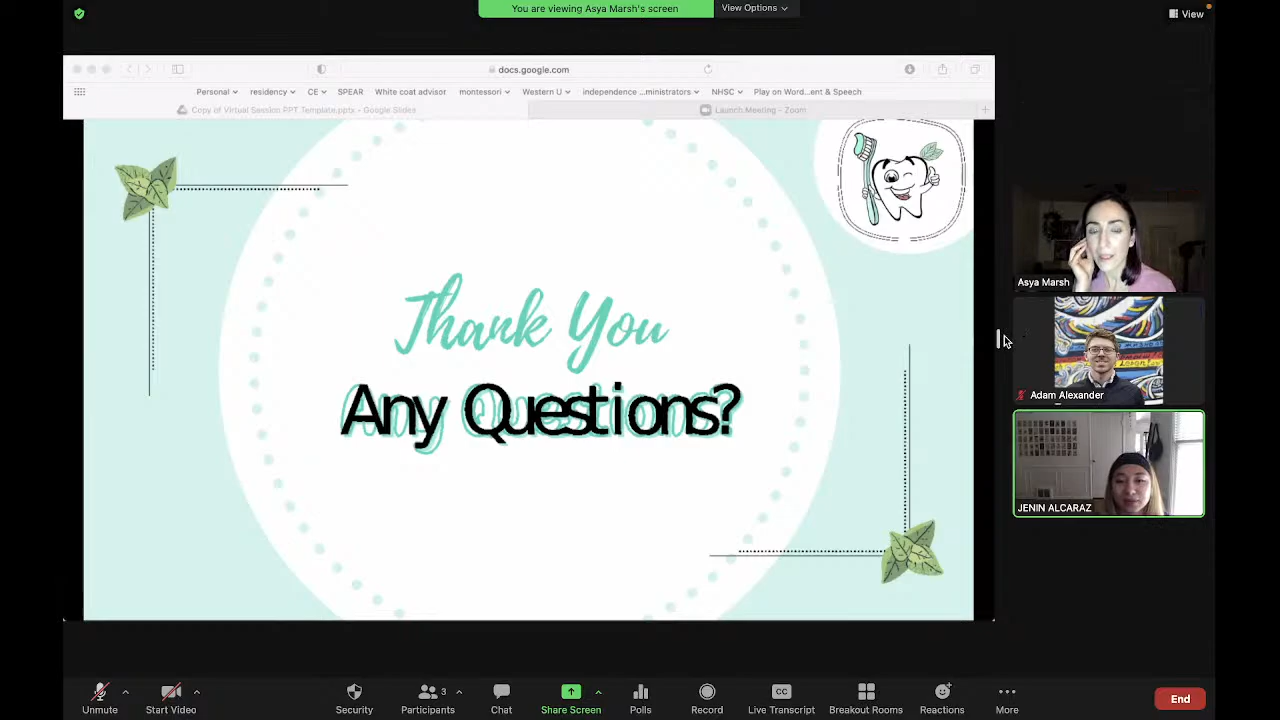 You are viewing Asya Marsh's screen
View Options
View
docs.google.com
Personal
residency
CE
SPEAR
White coat advisor
montessori
Western U
independence ...ministrators
NHSC
Play on Word...ent & Speech
Copy of Virtual Session PPT Template.pptx - Google Slides
Launch Meeting - Zoom
Thank You
Any Questions?
Asya Marsh
Adam Alexander
JENIN ALCARAZ
Unmute
Start Video
Security
3
Participants
Chat
Share Screen
Polls
Record
CC
Live Transcript
Breakout Rooms
Reactions
More
End